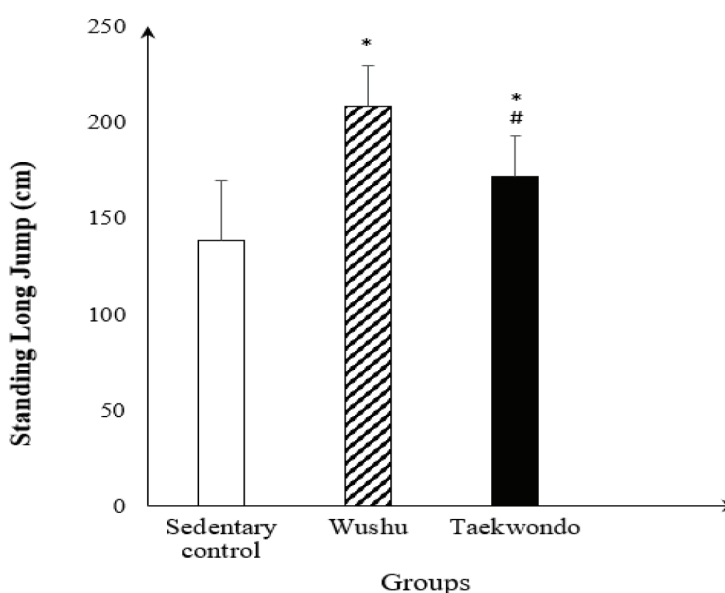 250
200
150
100
50
0
Standing Long Jump (cm)
*
*
#
Sedentary control
Wushu
Taekwondo
Groups